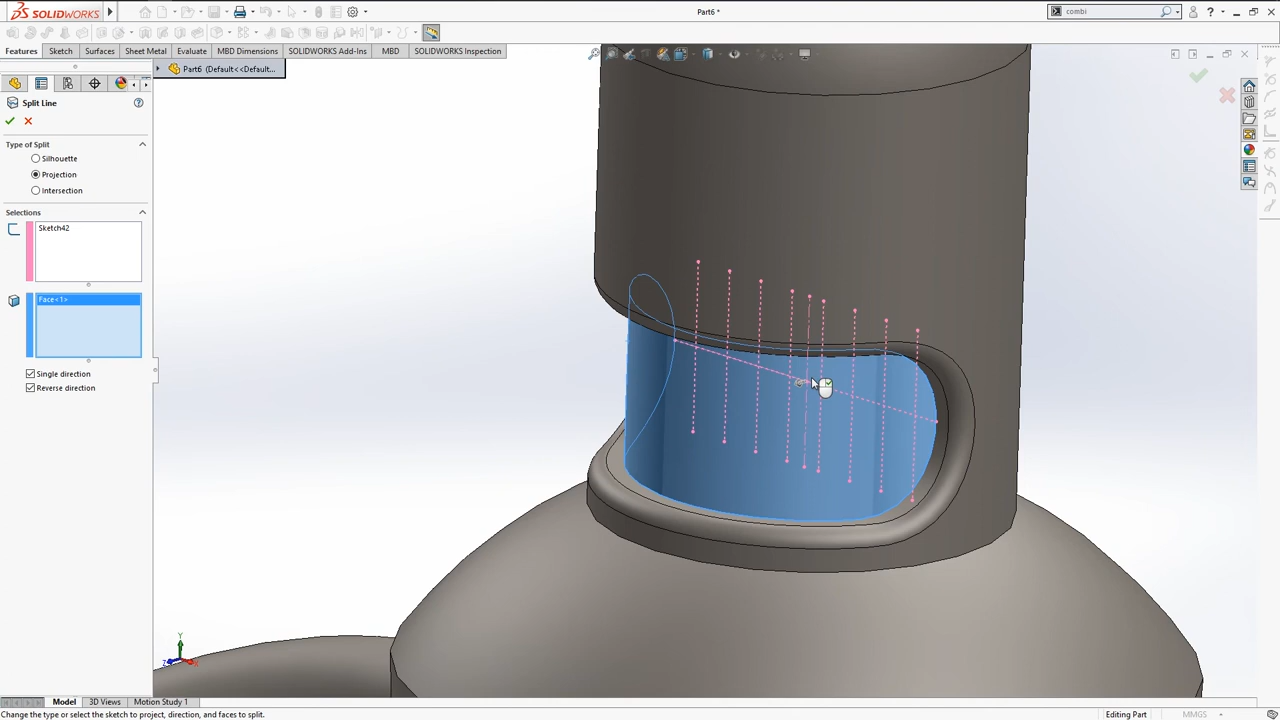 SOLIDWORKS
Part6 *
combi
Features Sketch Surfaces Sheet Metal Evaluate MBD Dimensions SOLIDWORKS Add-Ins MBD SOLIDWORKS Inspection
Part6 (Default<<Default...
Split Line
Type of Split
Silhouette
Projection
Intersection
Selections
Sketch42
Face<1>
Single direction
Reverse direction
Y
Z
X
Model 3D Views Motion Study 1
Change the type or select the sketch to project, direction, and faces to split.
Editing Part
MMGS